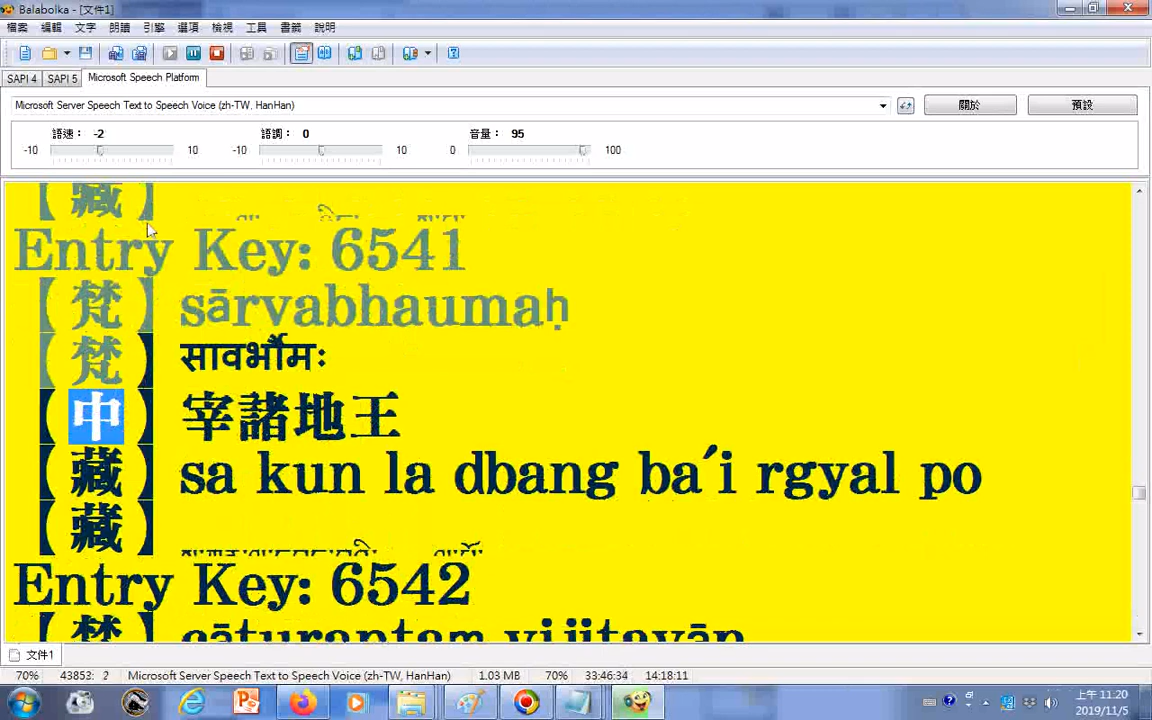 Balabolka - [文件1]
檔案 編輯 文字 朗讀 引擎 選項 檢視 工具 書籤 說明
SAPI 4 SAPI 5 Microsoft Speech Platform
Microsoft Server Speech Text to Speech Voice (zh-TW, HanHan) 關於 預設
語速： -2 語調： 0 音量： 95
-10 10 -10 10 0 100
【藏】
Entry Key: 6541
【梵】 sārvabhaumaḥ
【梵】 सार्वभौमः
【中】 宰諸地王
【藏】 sa kun la dbang ba´i rgyal po
【藏】
Entry Key: 6542
【梵】 cāturantaṃ vijitavān
文件1
70% 43853: 2 Microsoft Server Speech Text to Speech Voice (zh-TW, HanHan) 1.03 MB 70% 33:46:34 14:18:11
上午 11:20
2019/11/5